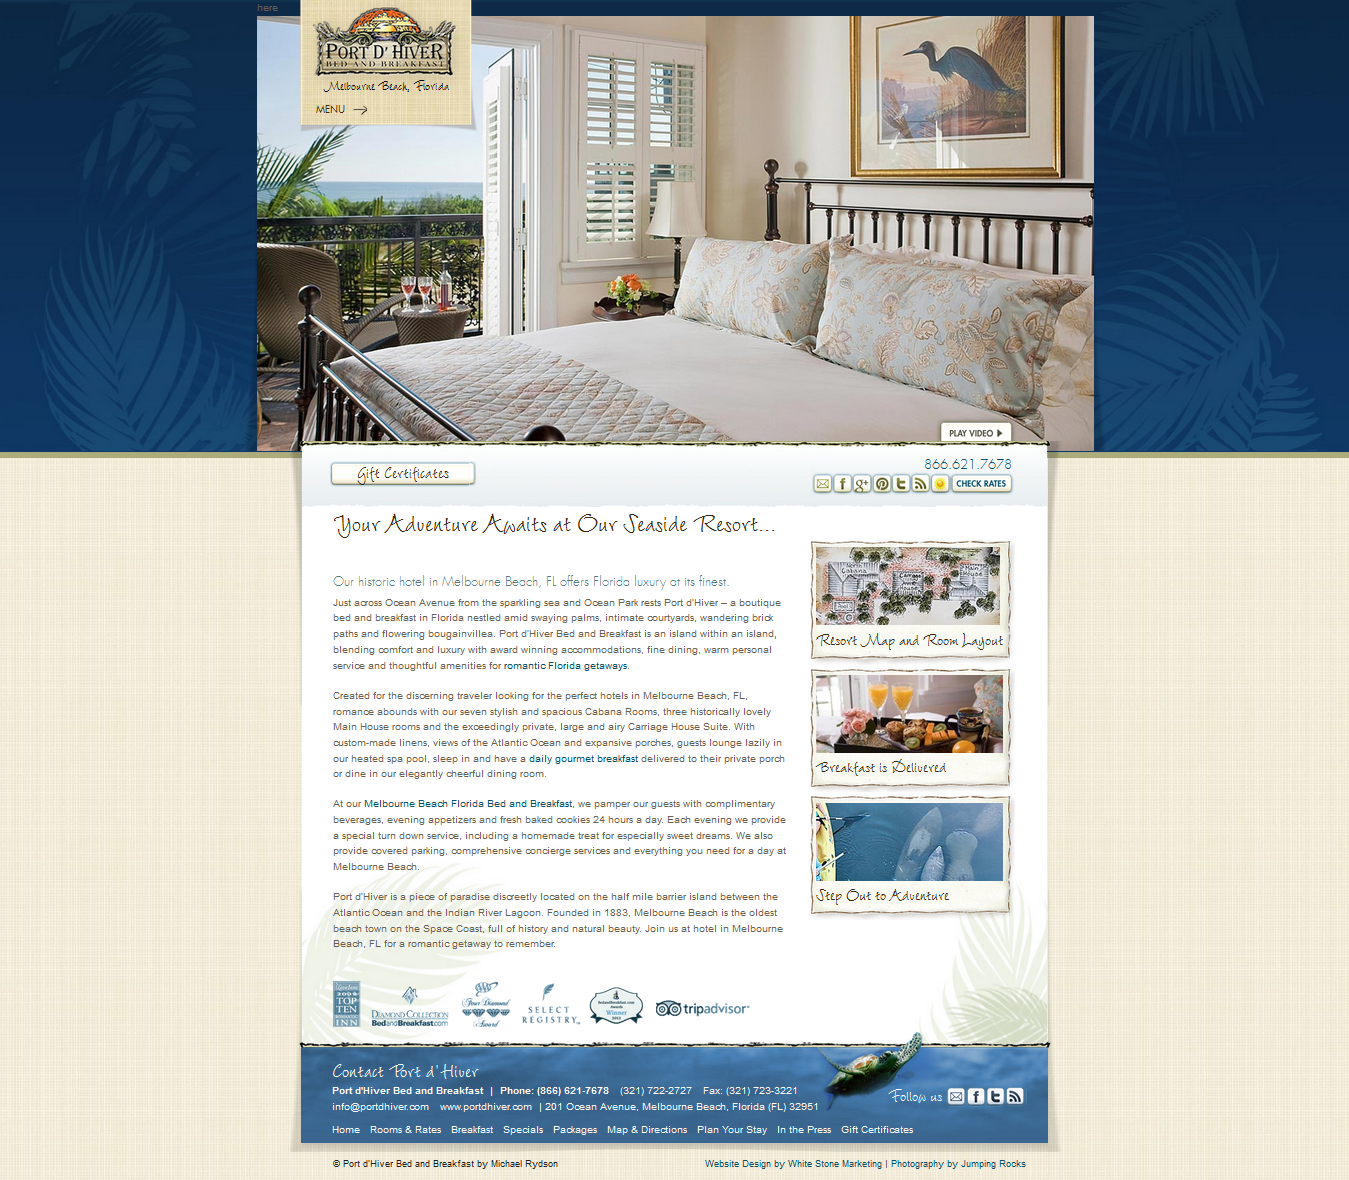 here
PORT D' HIVER
BED AND BREAKFAST
Melbourne Beach, Florida
MENU
PLAY VIDEO
Gift Certificates
866.621.7678
CHECK RATES
Your Adventure Awaits at Our Seaside Resort...
Our historic hotel in Melbourne Beach, FL offers Florida luxury at its finest.
Just across Ocean Avenue from the sparkling sea and Ocean Park rests Port d'Hiver – a boutique
bed and breakfast in Florida nestled amid swaying palms, intimate courtyards, wandering brick
paths and flowering bougainvillea. Port d'Hiver Bed and Breakfast is an island within an island,
blending comfort and luxury with award winning accommodations, fine dining, warm personal
service and thoughtful amenities for romantic Florida getaways.
Created for the discerning traveler looking for the perfect hotels in Melbourne Beach, FL,
romance abounds with our seven stylish and spacious Cabana Rooms, three historically lovely
Main House rooms and the exceedingly private, large and airy Carriage House Suite. With
custom-made linens, views of the Atlantic Ocean and expansive porches, guests lounge lazily in
our heated spa pool, sleep in and have a daily gourmet breakfast delivered to their private porch
or dine in our elegantly cheerful dining room.
At our Melbourne Beach Florida Bed and Breakfast, we pamper our guests with complimentary
beverages, evening appetizers and fresh baked cookies 24 hours a day. Each evening we provide
a special turn down service, including a homemade treat for especially sweet dreams. We also
provide covered parking, comprehensive concierge services and everything you need for a day at
Melbourne Beach.
Port d'Hiver is a piece of paradise discreetly located on the half mile barrier island between the
Atlantic Ocean and the Indian River Lagoon. Founded in 1883, Melbourne Beach is the oldest
beach town on the Space Coast, full of history and natural beauty. Join us at hotel in Melbourne
Beach, FL for a romantic getaway to remember.
North Cabana
Carriage House
Main House
Pool
Resort Map and Room Layout
Breakfast is Delivered
Step Out to Adventure
TOP
TEN
INN
DIAMOND COLLECTION
BedandBreakfast.com
Four Diamond
Award
SELECT
REGISTRY
BedandBreakfast.com
Awards
Winner
tripadvisor
Contact Port d'Hiver
Port d'Hiver Bed and Breakfast | Phone: (866) 621-7678 (321) 722-2727 Fax: (321) 723-3221
info@portdhiver.com www.portdhiver.com | 201 Ocean Avenue, Melbourne Beach, Florida (FL) 32951
Follow us
Home Rooms & Rates Breakfast Specials Packages Map & Directions Plan Your Stay In the Press Gift Certificates
© Port d'Hiver Bed and Breakfast by Michael Rydson
Website Design by White Stone Marketing | Photography by Jumping Rocks